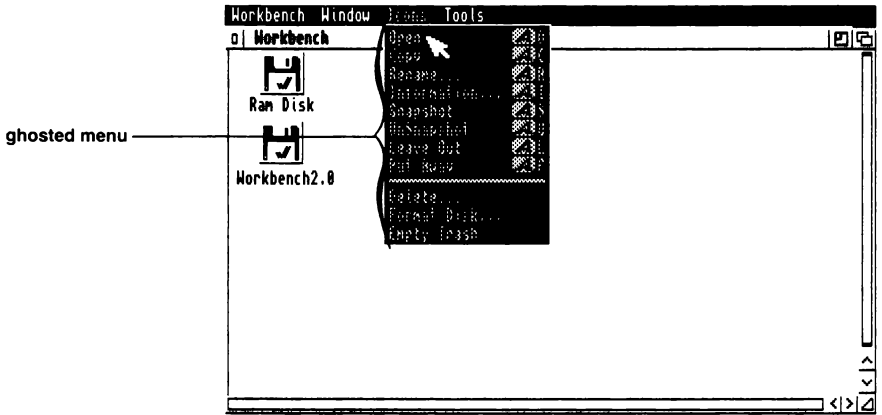 Workbench Window Icons Tools
Workbench
Open
Copy
Rename...
Information...
Snapshot
UnSnapshot
Leave Out
Put Away
Delete...
Format Disk...
Empty Trash
Ram Disk
ghosted menu
Workbench2.0